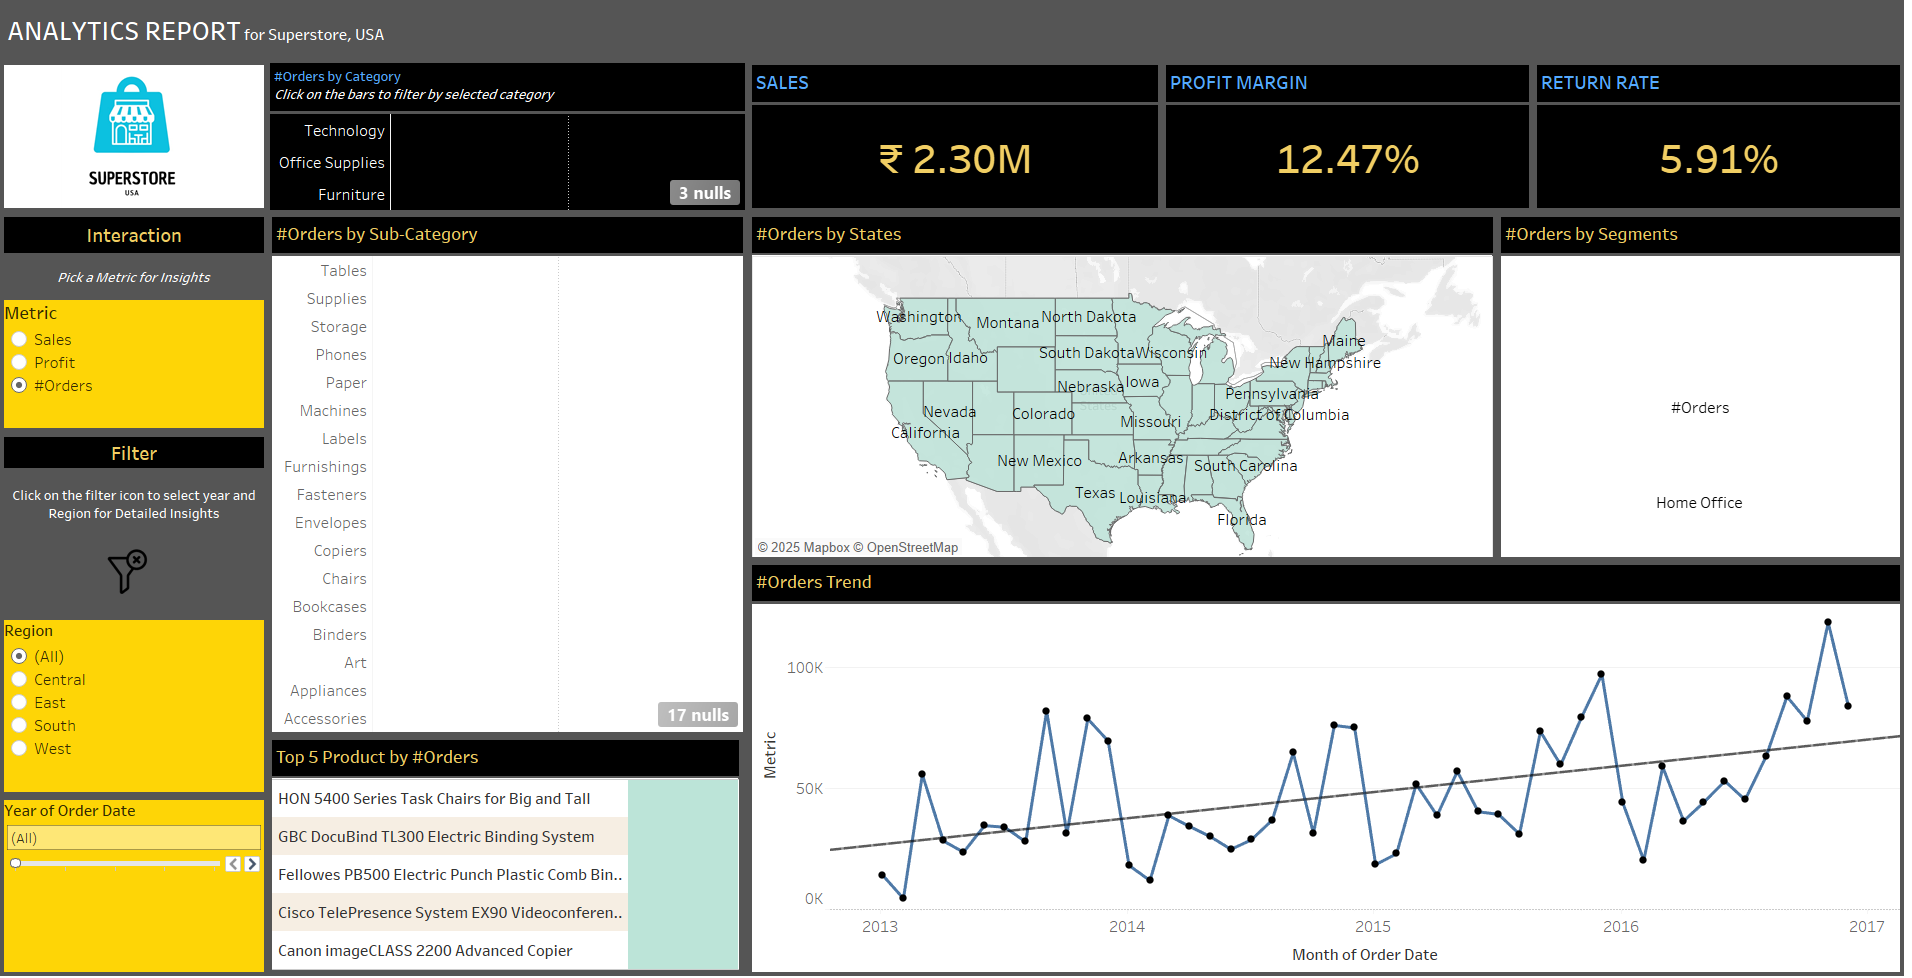 ANALYTICS REPORT for Superstore, USA
SUPERSTORE
USA
#Orders by Category
Click on the bars to filter by selected category
Technology
Office Supplies
Furniture
3 nulls
SALES
₹ 2.30M
PROFIT MARGIN
12.47%
RETURN RATE
5.91%
Interaction
Pick a Metric for Insights
Metric
Sales
Profit
#Orders
Filter
Click on the filter icon to select year and
Region for Detailed Insights
Region
(All)
Central
East
South
West
Year of Order Date
(All)
#Orders by Sub-Category
Tables
Supplies
Storage
Phones
Paper
Machines
Labels
Furnishings
Fasteners
Envelopes
Copiers
Chairs
Bookcases
Binders
Art
Appliances
Accessories
17 nulls
Top 5 Product by #Orders
HON 5400 Series Task Chairs for Big and Tall
GBC DocuBind TL300 Electric Binding System
Fellowes PB500 Electric Punch Plastic Comb Bin..
Cisco TelePresence System EX90 Videoconferen..
Canon imageCLASS 2200 Advanced Copier
#Orders by States
Washington
Montana
North Dakota
Maine
Oregon
Idaho
South Dakota
Wisconsin
New Hampshire
Nebraska
Iowa
Pennsylvania
United
States
Nevada
Colorado
Missouri
District of Columbia
California
New Mexico
Arkansas
South Carolina
Texas
Louisiana
Florida
© 2025 Mapbox © OpenStreetMap
#Orders by Segments
#Orders
Home Office
#Orders Trend
Metric
100K
50K
0K
2013
2014
2015
2016
2017
Month of Order Date